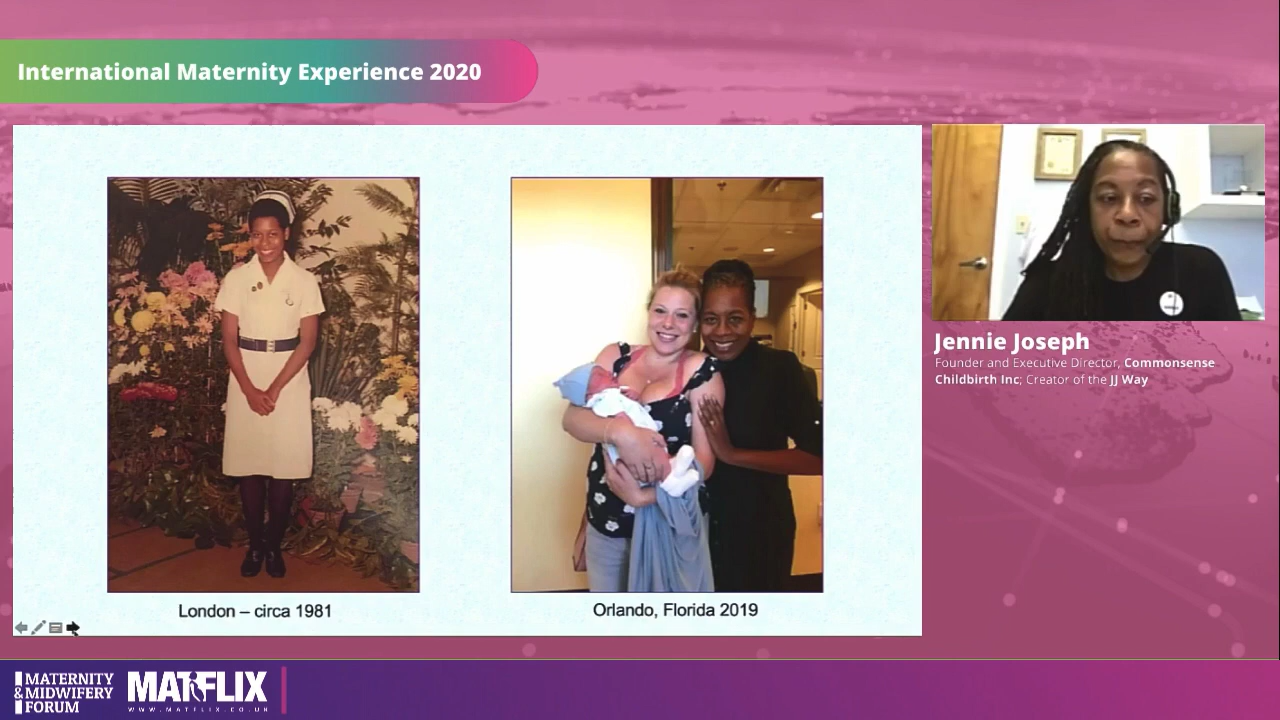 International Maternity Experience 2020
Jennie Joseph
Founder and Executive Director, Commonsense
Childbirth Inc; Creator of the JJ Way
London – circa 1981
Orlando, Florida 2019
MATERNITY
&MIDWIFERY
FORUM
MATFLIX
WWW.MATFLIX.CO.UK